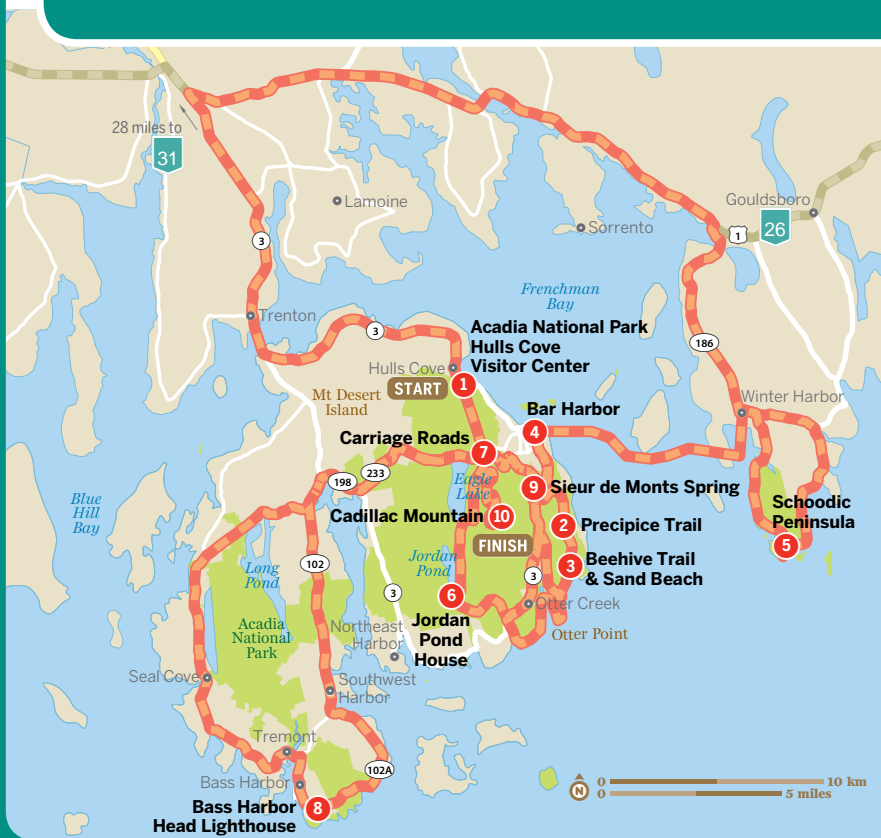 28 miles to
31
Lamoine
Gouldsboro
Sorrento
1
26
3
Frenchman
Bay
Trenton
3
Acadia National Park
Hulls Cove
Visitor Center
186
Hulls Cove
START
1
Mt Desert
Island
Winter Harbor
Bar Harbor
4
Carriage Roads
7
233
198
Eagle
Lake
9
Sieur de Monts Spring
Blue
Hill
Bay
Cadillac Mountain
10
2
Precipice Trail
Schoodic
Peninsula
5
FINISH
Jordan
Pond
3
Beehive Trail
& Sand Beach
102
Long
Pond
3
3
6
Otter Creek
Jordan
Pond
House
Acadia
National
Park
Northeast
Harbor
Otter Point
Seal Cove
Southwest
Harbor
Tremont
102A
Bass Harbor
Bass Harbor
Head Lighthouse
8
N
0 10 km
0 5 miles